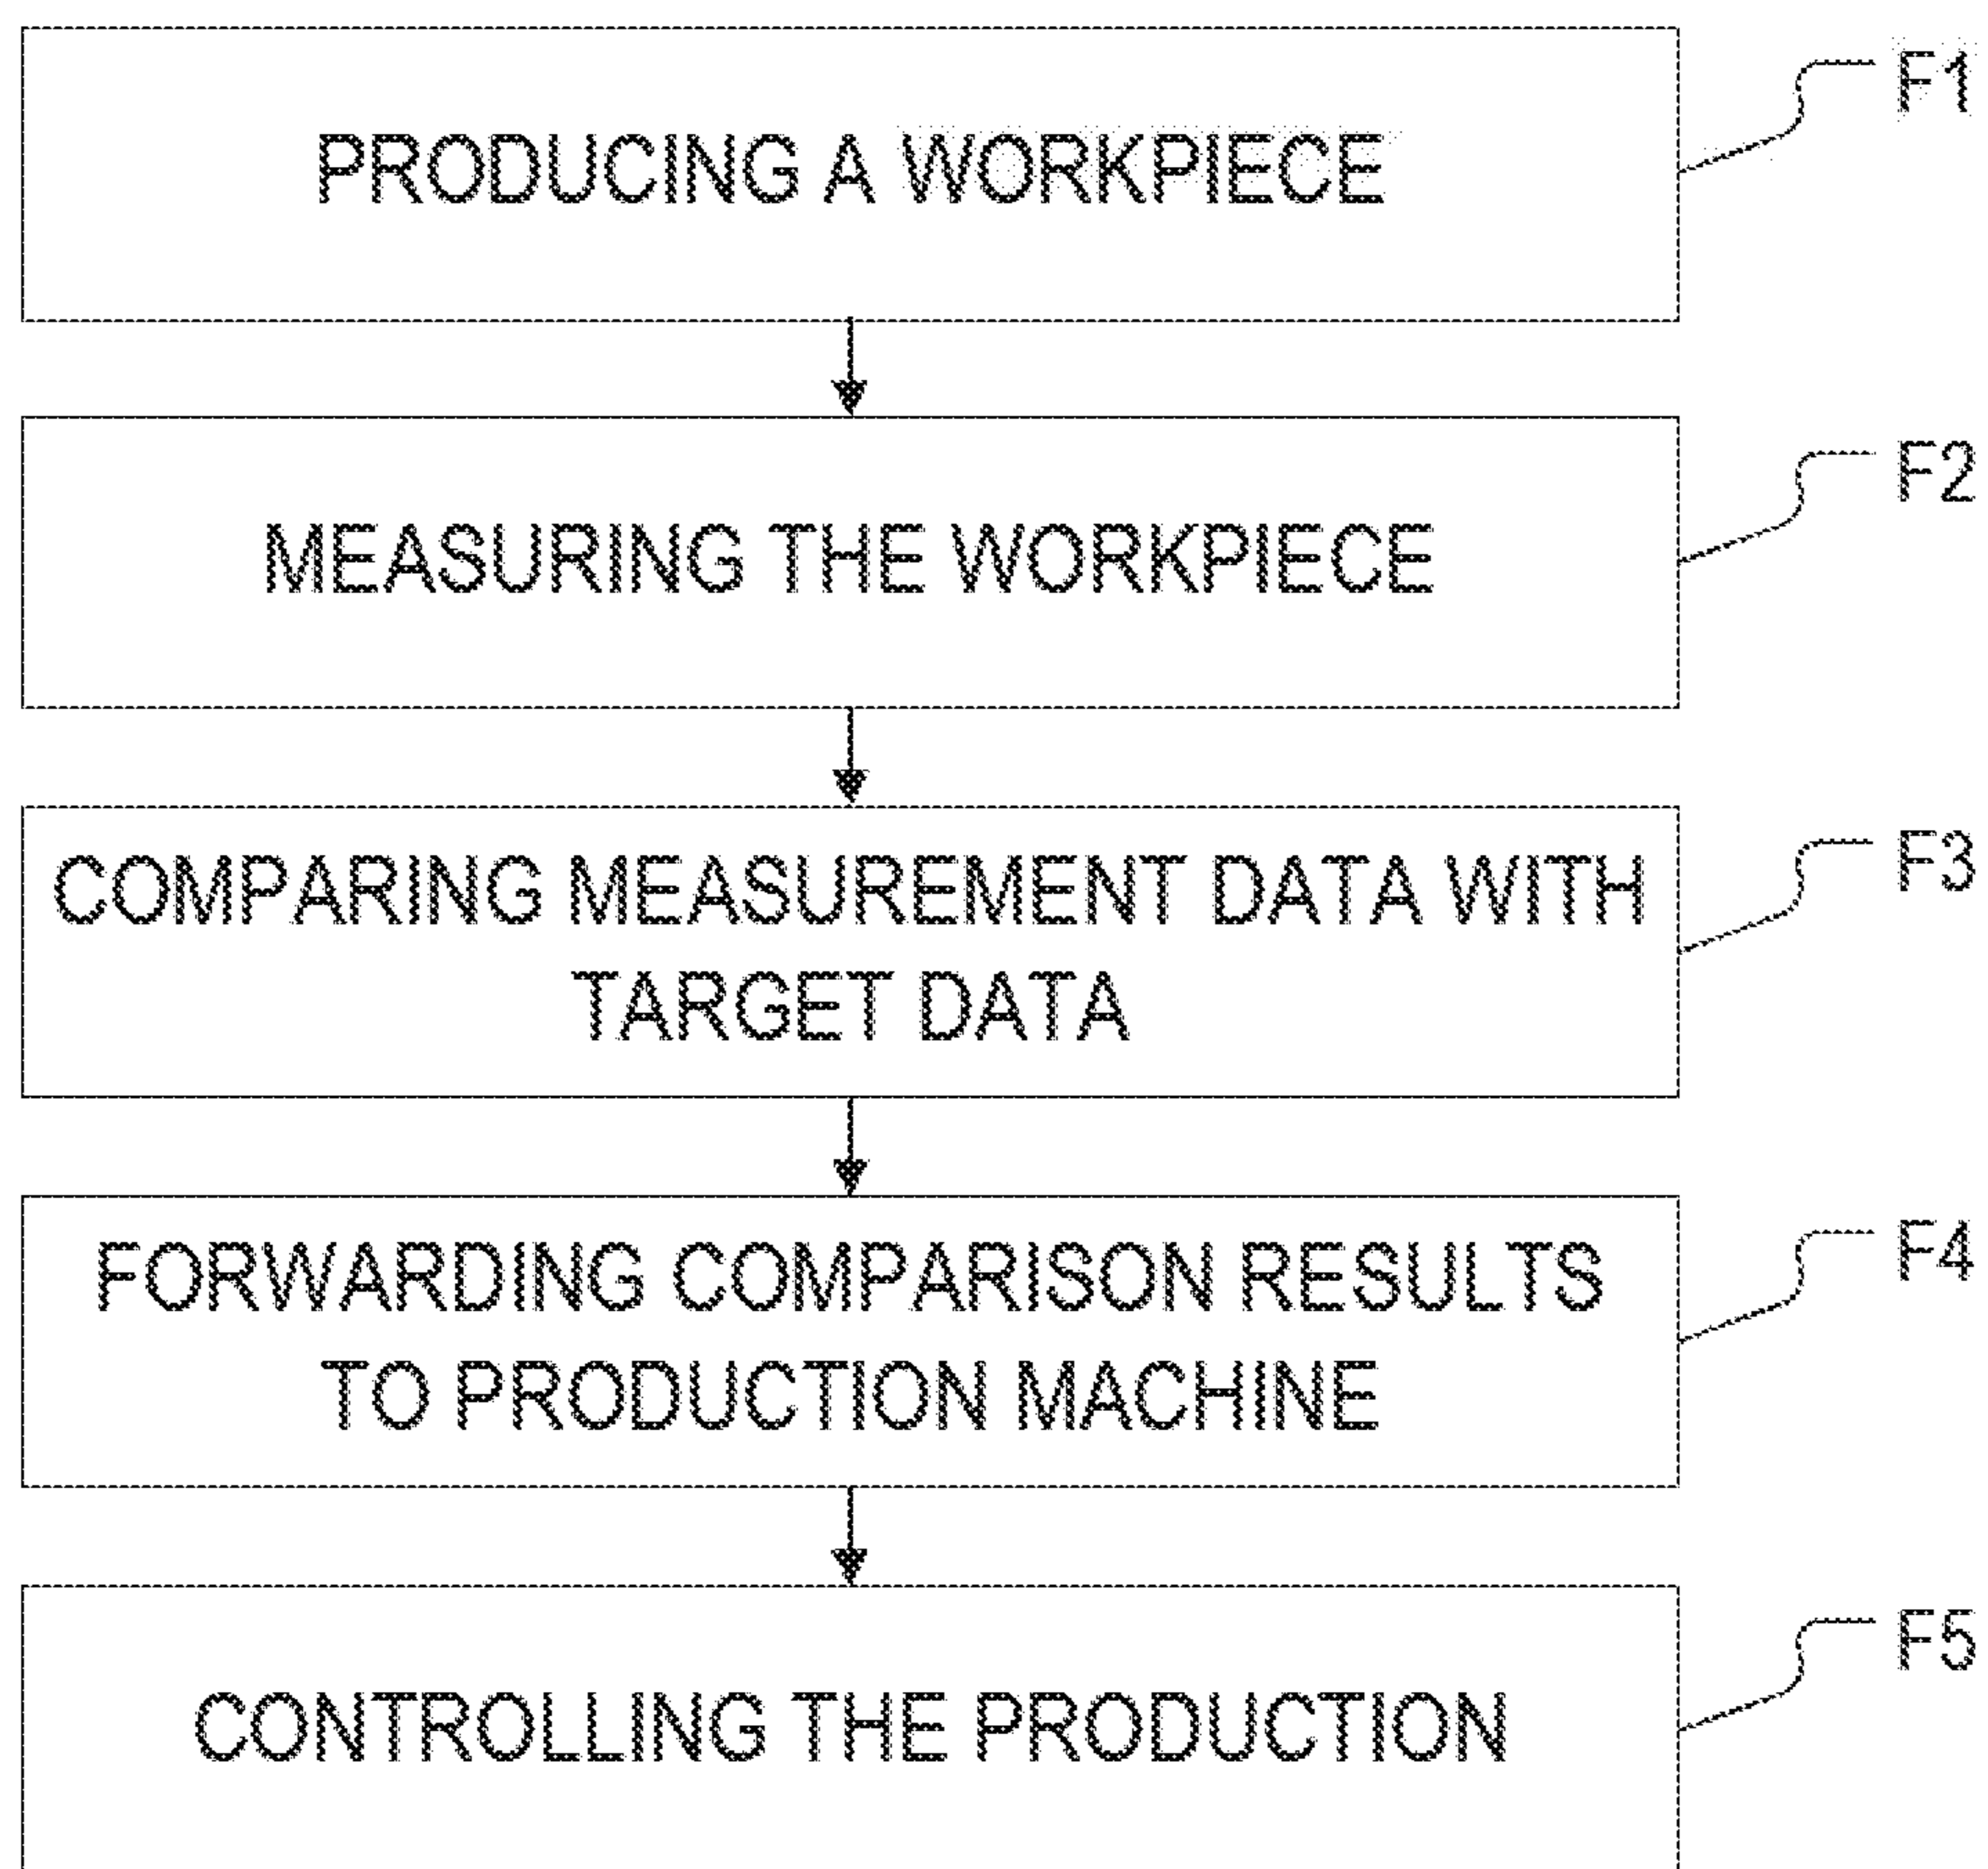 PRODUCING A WORKPIECE
F1
MEASURING THE WORKPIECE
F2
COMPARING MEASUREMENT DATA WITH
TARGET DATA
F3
FORWARDING COMPARISON RESULTS
TO PRODUCTION MACHINE
F4
CONTROLLING THE PRODUCTION
F5